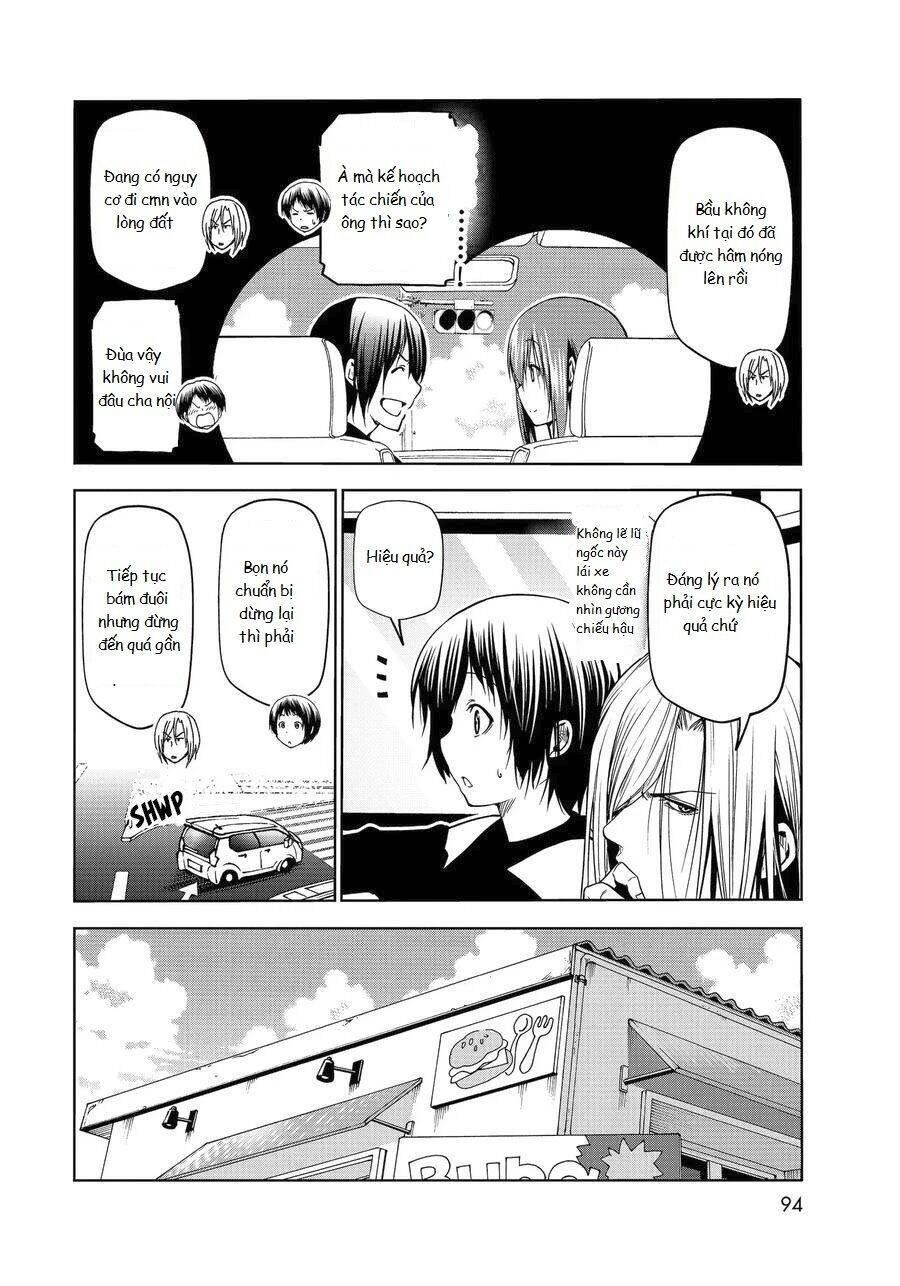 Bầu không
khí tại đó đã
được hâm nóng
lên rồi
À mà kế hoạch
tác chiến của
ông thì sao?
Đang có nguy
cơ đi cmn vào
lòng đất
Đùa vậy
không vui
đâu cha nội
Đáng lý ra nó
phải cực kỳ hiệu
quả chứ
Không lẽ lũ
ngốc này
lái xe
không cần
nhìn gương
chiếu hậu
Hiệu quả?
Bọn nó
chuẩn bị
dừng lại
thì phải
Tiếp tục
bám đuôi
nhưng đừng
đến quá gần
SHWP
94